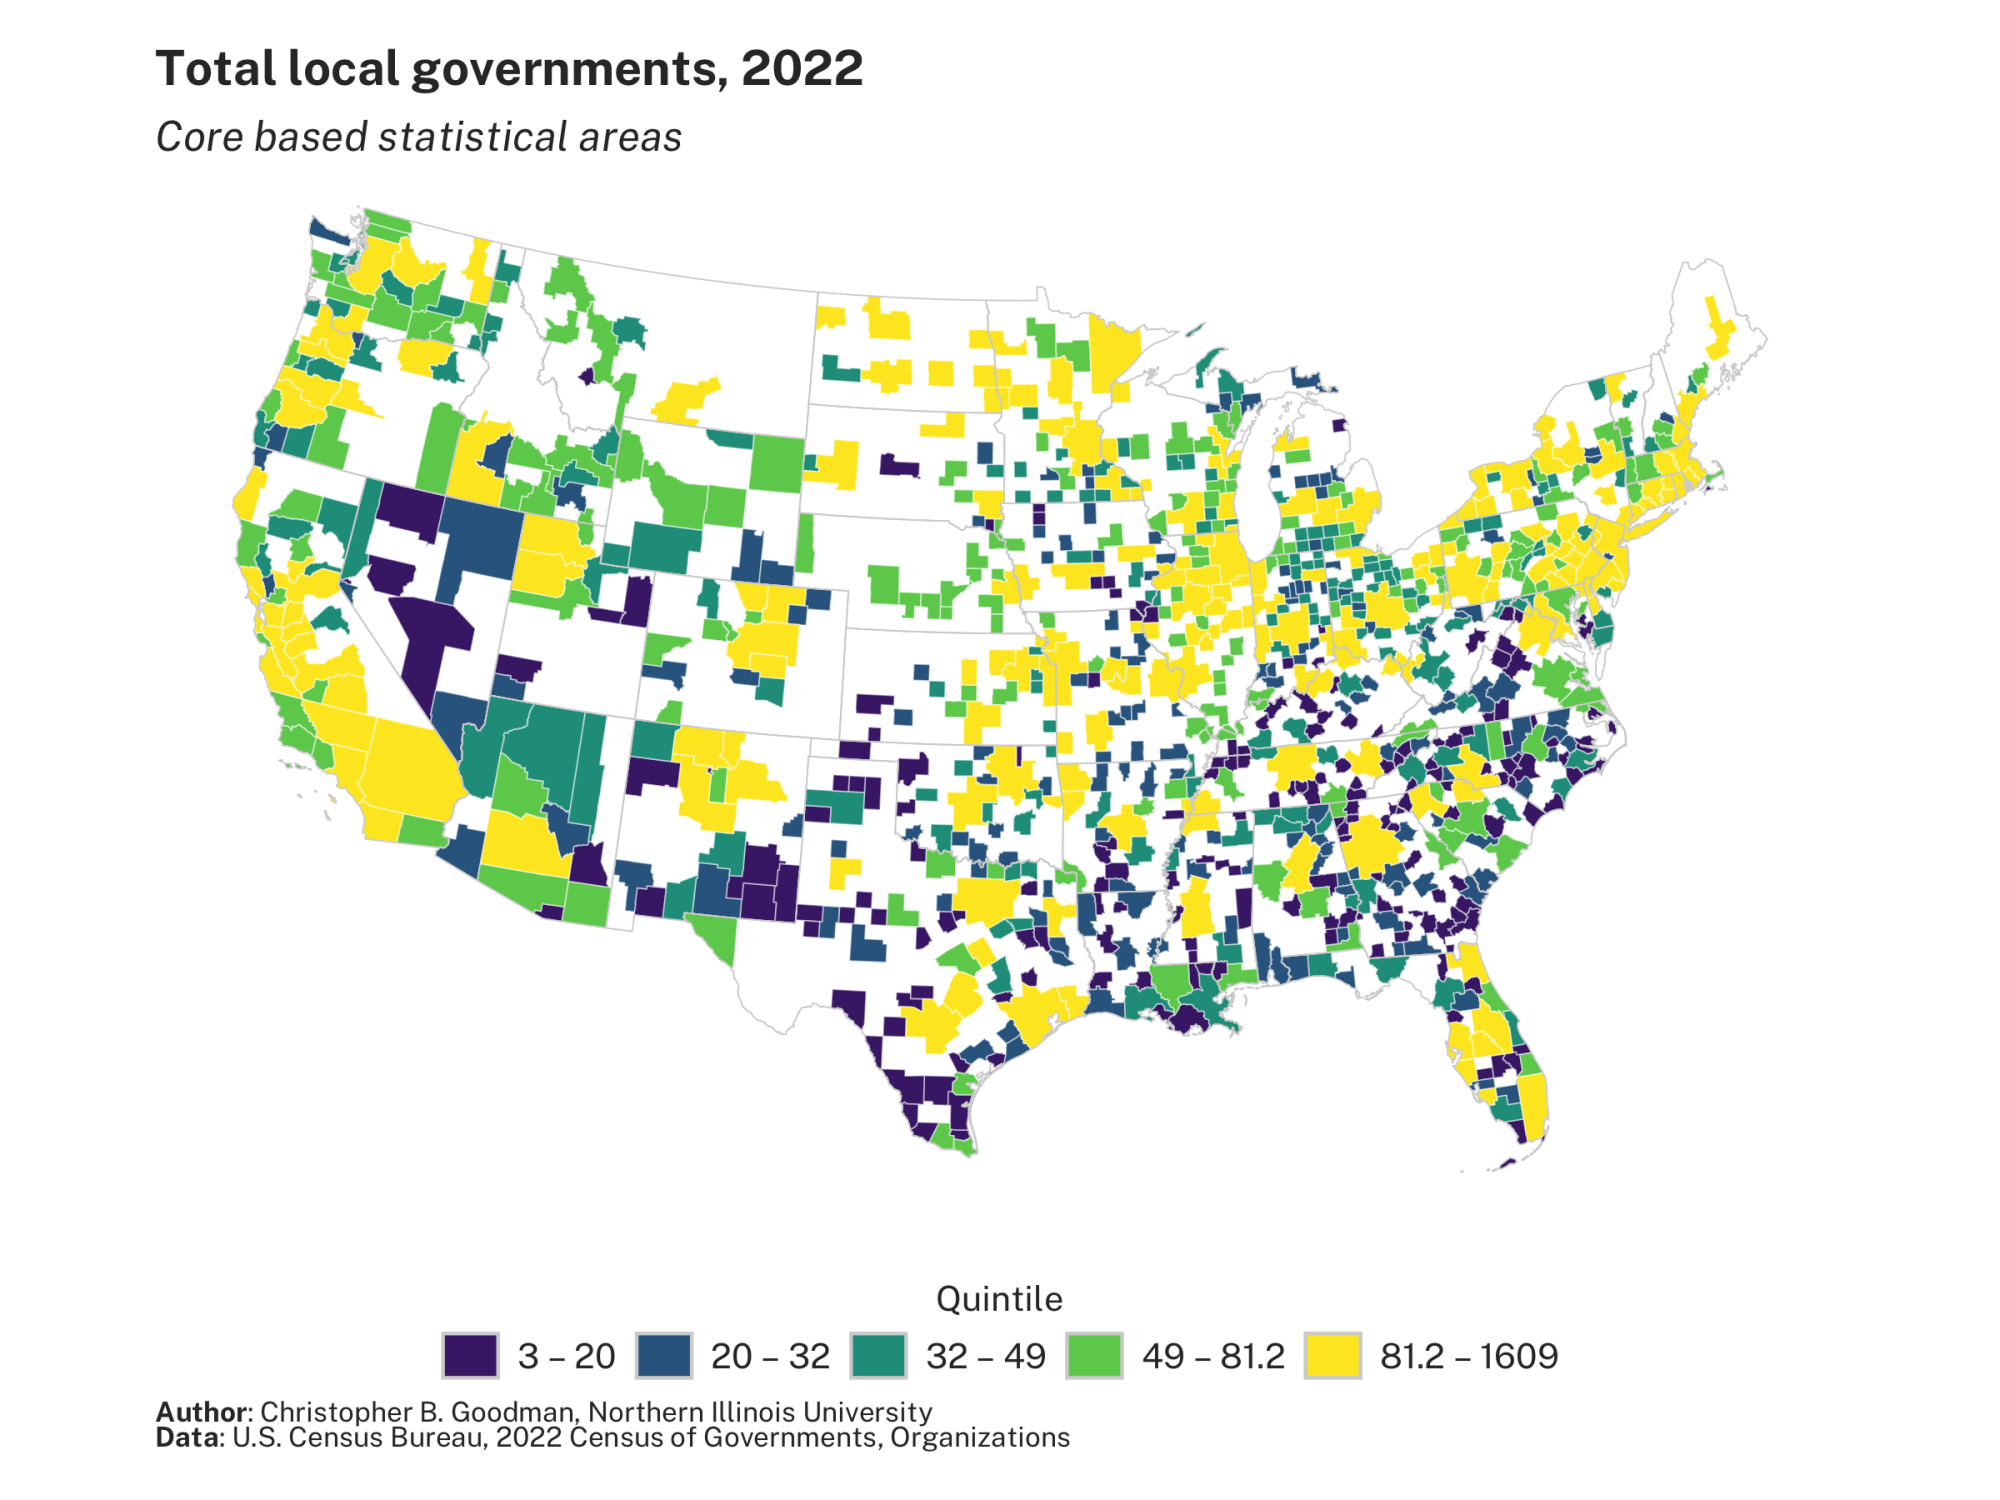 Total local governments, 2022
Core based statistical areas
Quintile
3 – 20 20 – 32 32 – 49 49 – 81.2 81.2 – 1609
Author: Christopher B. Goodman, Northern Illinois University
Data: U.S. Census Bureau, 2022 Census of Governments, Organizations